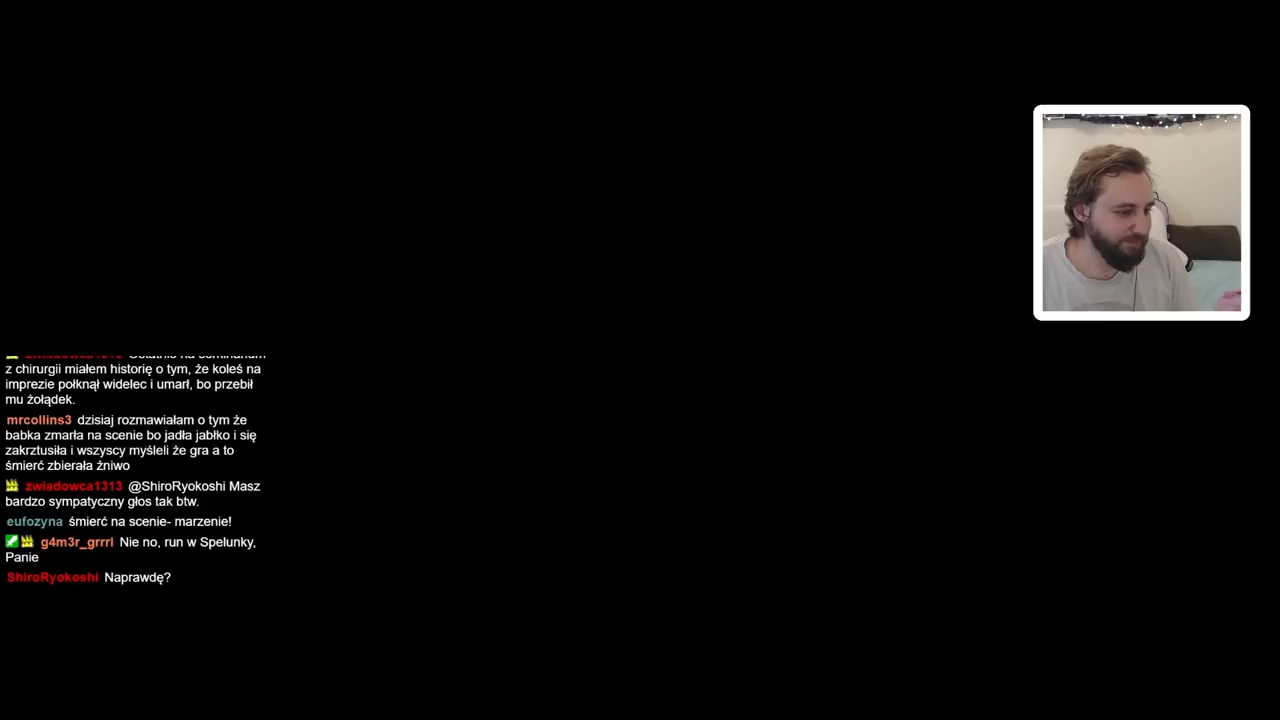 z chirurgii miałem historię o tym, że koleś na
imprezie połknął widelec i umarł, bo przebił
mu żołądek.
mrcollins3 dzisiaj rozmawiałam o tym że
babka zmarła na scenie bo jadła jabłko i się
zakrztusiła i wszyscy myśleli że gra a to
śmierć zbierała żniwo
zwiadowca1313 @ShiroRyokoshi Masz
bardzo sympatyczny głos tak btw.
eufozyna śmierć na scenie- marzenie!
g4m3r_grrrl Nie no, run w Spelunky,
Panie
ShiroRyokoshi Naprawdę?